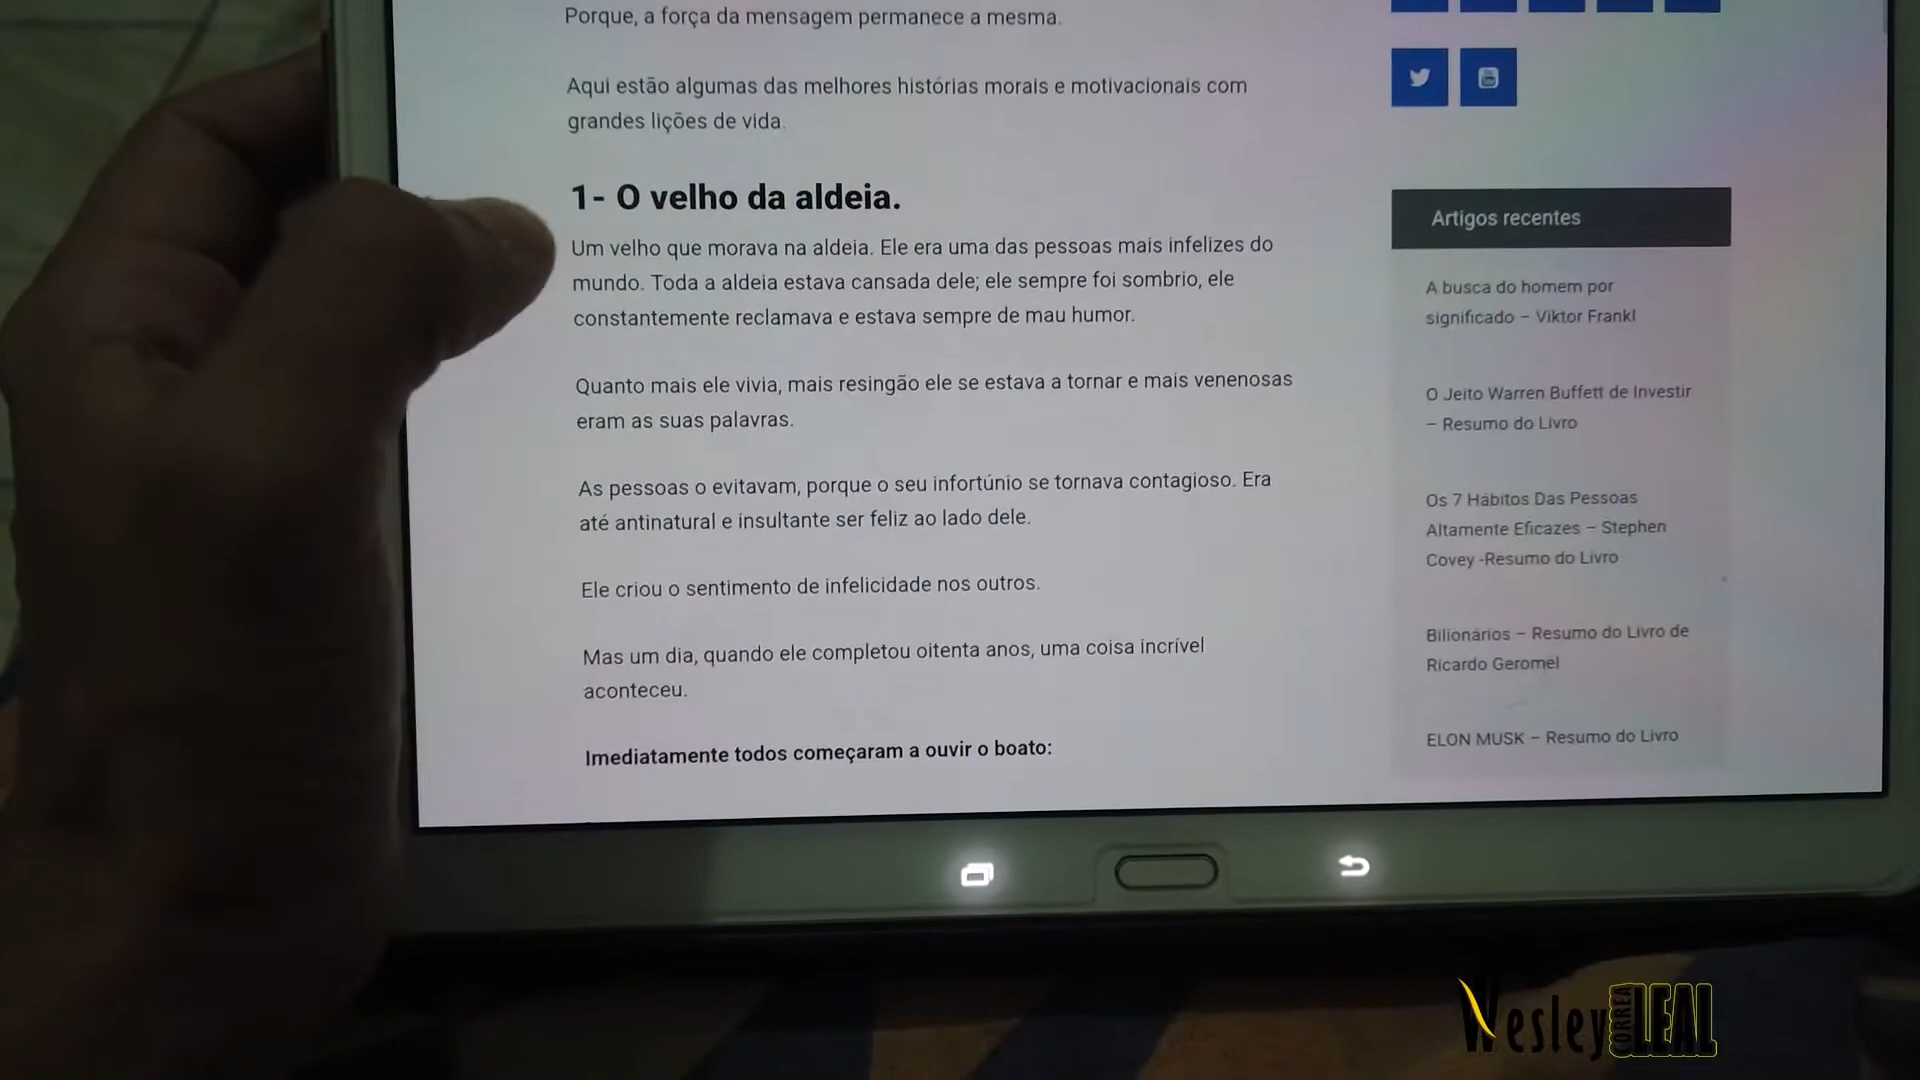 Porque, a força da mensagem permanece a mesma.
Aqui estão algumas das melhores histórias morais e motivacionais com
grandes lições de vida.
1- O velho da aldeia.
Um velho que morava na aldeia. Ele era uma das pessoas mais infelizes do
mundo. Toda a aldeia estava cansada dele; ele sempre foi sombrio, ele
constantemente reclamava e estava sempre de mau humor.
Quanto mais ele vivia, mais resingão ele se estava a tornar e mais venenosas
eram as suas palavras.
As pessoas o evitavam, porque o seu infortúnio se tornava contagioso. Era
até antinatural e insultante ser feliz ao lado dele.
Ele criou o sentimento de infelicidade nos outros.
Mas um dia, quando ele completou oitenta anos, uma coisa incrível
aconteceu.
Imediatamente todos começaram a ouvir o boato:
Artigos recentes
A busca do homem por
significado – Viktor Frankl
O Jeito Warren Buffett de Investir
– Resumo do Livro
Os 7 Hábitos Das Pessoas
Altamente Eficazes – Stephen
Covey -Resumo do Livro
Bilionários – Resumo do Livro de
Ricardo Geromel
ELON MUSK – Resumo do Livro
Wesley CORREA LEAL